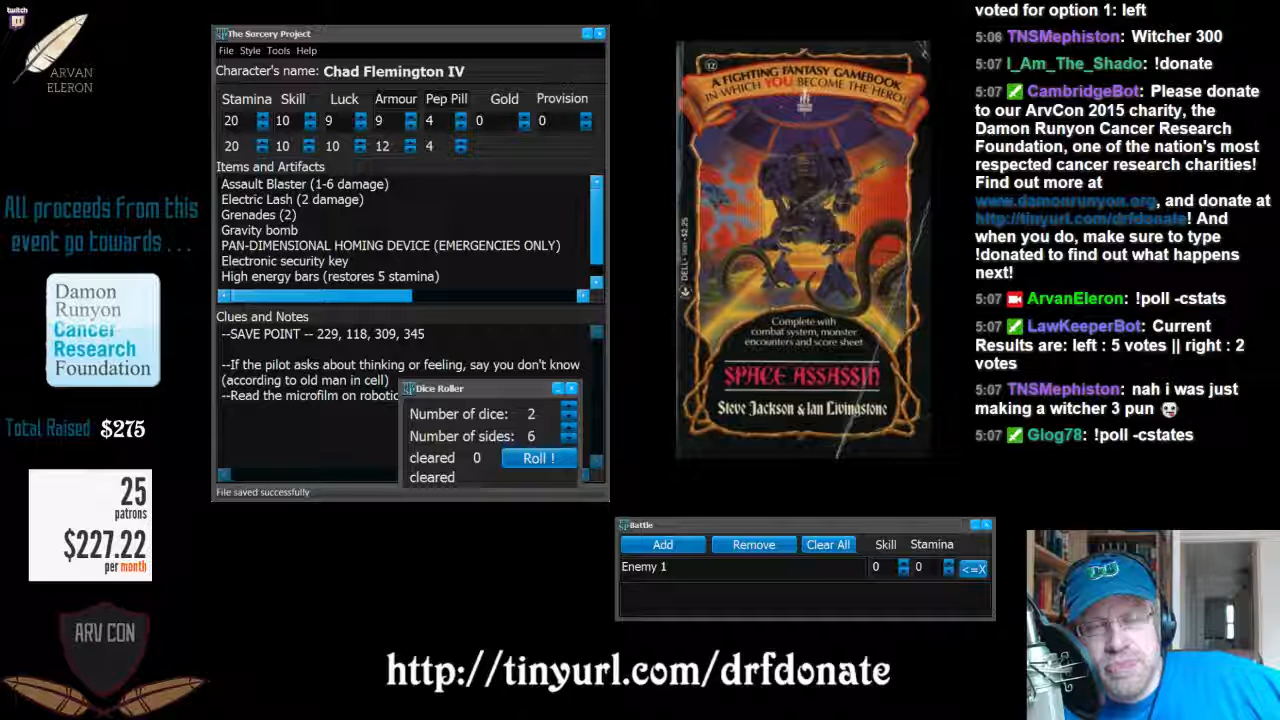 twitch
ARVAN
ELERON
All proceeds from this
event go towards . . .
Damon
Runyon
Cancer
Research
Foundation
Total Raised $275
25
patrons
$227.22
per month
ARV CON
The Sorcery Project
File Style Tools Help
Character's name: Chad Flemington IV
Stamina Skill Luck Armour Pep Pill Gold Provision
20 10 9 9 4 0 0
20 10 10 12 4
Items and Artifacts
Assault Blaster (1-6 damage)
Electric Lash (2 damage)
Grenades (2)
Gravity bomb
PAN-DIMENSIONAL HOMING DEVICE (EMERGENCIES ONLY)
Electronic security key
High energy bars (restores 5 stamina)
Clues and Notes
--SAVE POINT -- 229, 118, 309, 345
--If the pilot asks about thinking or feeling, say you don't know
(according to old man in cell)
--Read the microfilm on robotic
File saved successfully
Dice Roller
Number of dice: 2
Number of sides: 6
cleared 0 Roll !
cleared
12
A FIGHTING FANTASY GAMEBOOK
IN WHICH YOU BECOME THE HERO!
DELL
$2.25
Complete with
combat system, monster
encounters and score sheet
SPACE ASSASSIN
Steve Jackson & Ian Livingstone
Battle
Add Remove Clear All Skill Stamina
Enemy 1 0 0 <=X
http://tinyurl.com/drfdonate
voted for option 1: left
5:06 TNSMephiston: Witcher 300
5:07 I_Am_The_Shado: !donate
5:07 CambridgeBot: Please donate
to our ArvCon 2015 charity, the
Damon Runyon Cancer Research
Foundation, one of the nation's most
respected cancer research charities!
Find out more at
www.damonrunyon.org, and donate at
http://tinyurl.com/drfdonate! And
when you do, make sure to type
!donated to find out what happens
next!
5:07 ArvanEleron: !poll -cstats
5:07 LawKeeperBot: Current
Results are: left : 5 votes || right : 2
votes
5:07 TNSMephiston: nah i was just
making a witcher 3 pun
5:07 Glog78: !poll -cstates